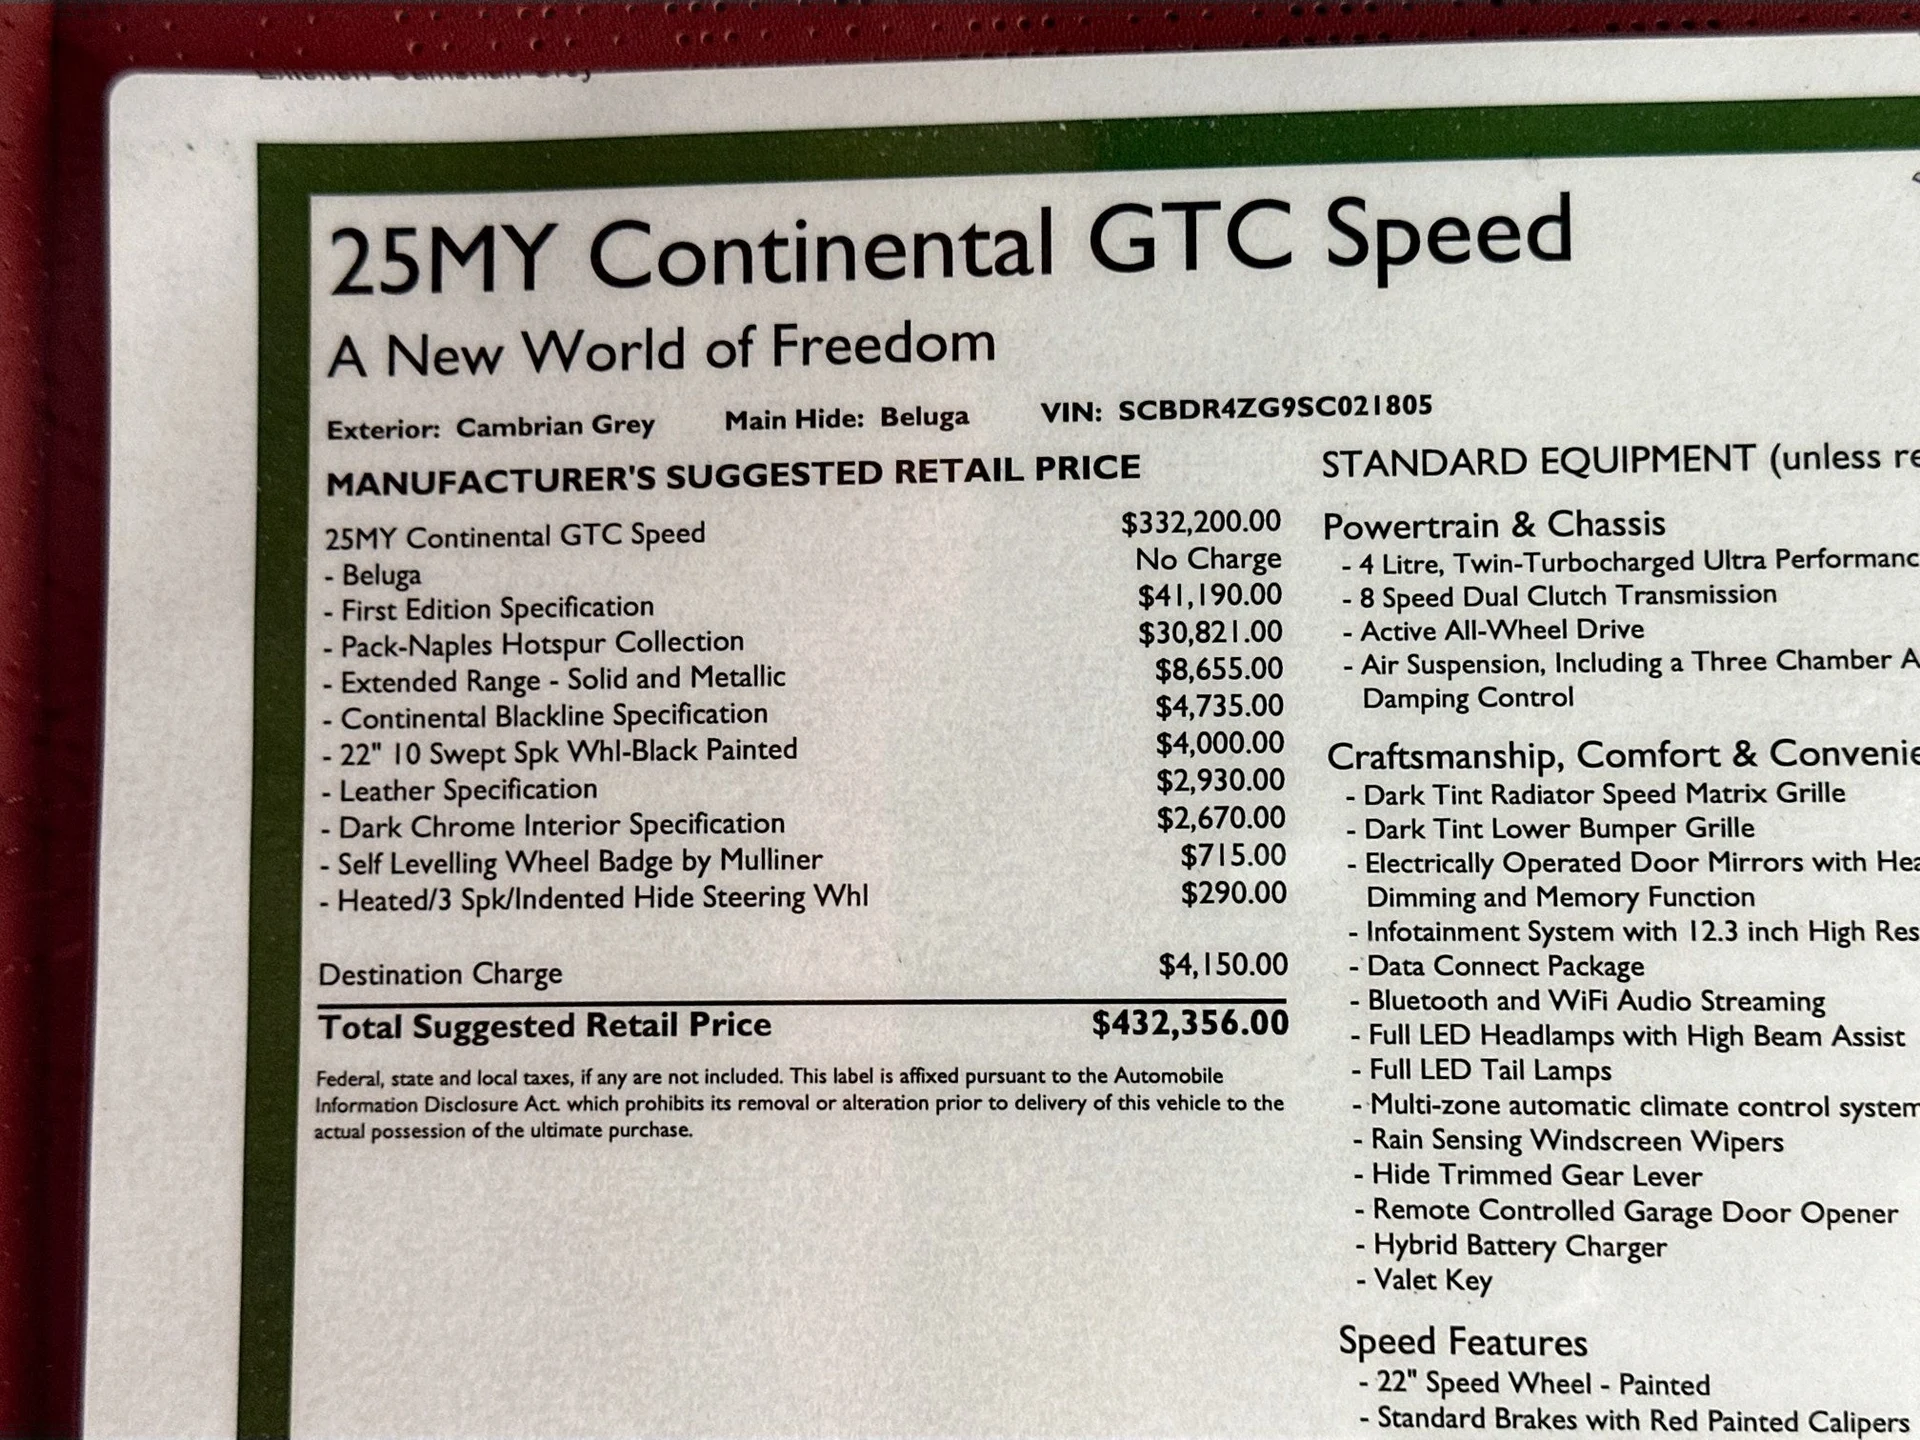 25MY Continental GTC Speed
A New World of Freedom
Exterior: Cambrian Grey Main Hide: Beluga VIN: SCBDR4ZG9SC021805
MANUFACTURER'S SUGGESTED RETAIL PRICE
25MY Continental GTC Speed $332,200.00
- Beluga No Charge
- First Edition Specification $41,190.00
- Pack-Naples Hotspur Collection $30,821.00
- Extended Range - Solid and Metallic $8,655.00
- Continental Blackline Specification $4,735.00
- 22" 10 Swept Spk Whl-Black Painted $4,000.00
- Leather Specification $2,930.00
- Dark Chrome Interior Specification $2,670.00
- Self Levelling Wheel Badge by Mulliner $715.00
- Heated/3 Spk/Indented Hide Steering Whl $290.00
Destination Charge $4,150.00
Total Suggested Retail Price $432,356.00
Federal, state and local taxes, if any are not included. This label is affixed pursuant to the Automobile
Information Disclosure Act. which prohibits its removal or alteration prior to delivery of this vehicle to the
actual possession of the ultimate purchase.
STANDARD EQUIPMENT (unless
Powertrain & Chassis
- 4 Litre, Twin-Turbocharged Ultra
- 8 Speed Dual Clutch Transmission
- Active All-Wheel Drive
- Air Suspension, Including a Three Chamber
Damping Control
Craftsmanship, Comfort &
- Dark Tint Radiator Speed Matrix Grille
- Dark Tint Lower Bumper Grille
- Electrically Operated Door Mirrors with
Dimming and Memory Function
- Infotainment System with 12.3 inch High
- Data Connect Package
- Bluetooth and WiFi Audio Streaming
- Full LED Headlamps with High Beam Assist
- Full LED Tail Lamps
- Multi-zone automatic climate control system
- Rain Sensing Windscreen Wipers
- Hide Trimmed Gear Lever
- Remote Controlled Garage Door Opener
- Hybrid Battery Charger
- Valet Key
Speed Features
- 22" Speed Wheel - Painted
- Standard Brakes with Red Painted Calipers